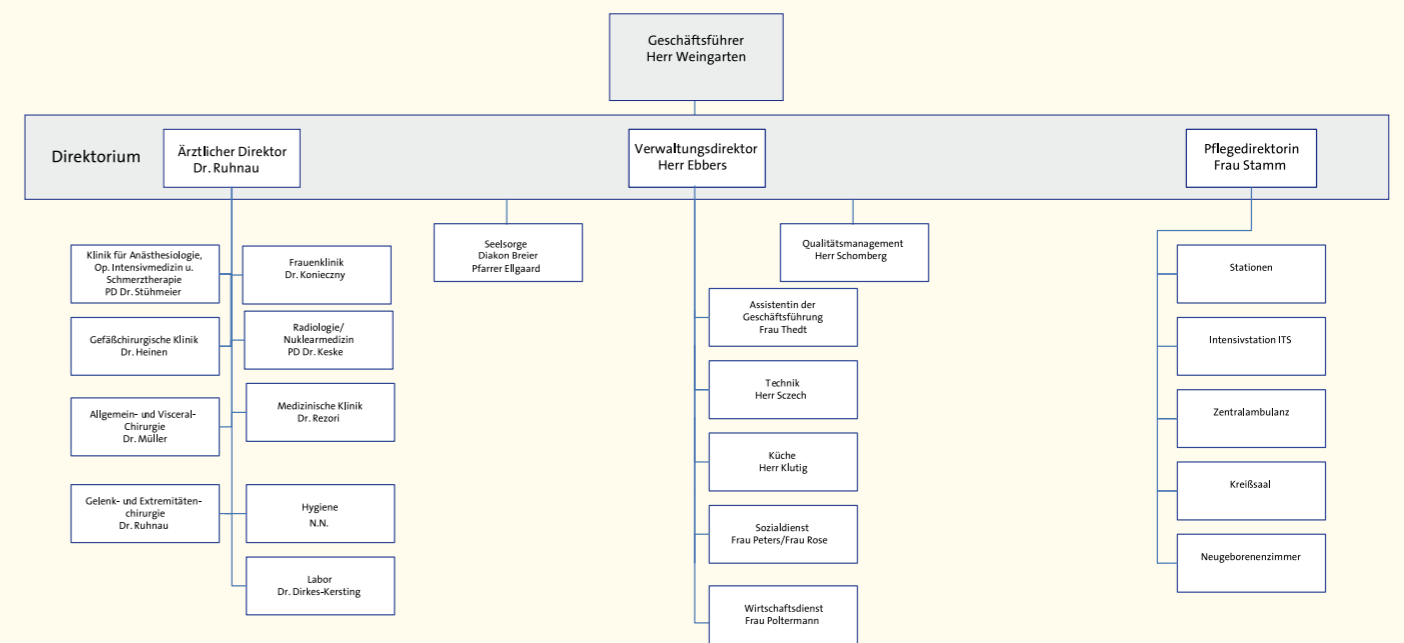 Geschäftsführer
Herr Weingarten
Direktorium
Ärztlicher Direktor
Dr. Ruhnau
Verwaltungsdirektor
Herr Ebbers
Pflegedirektorin
Frau Stamm
Klinik für Anästhesiologie,
Op. Intensivmedizin u.
Schmerztherapie
PD Dr. Stühmeier
Gefäßchirurgische Klinik
Dr. Heinen
Allgemein- und Visceral-
Chirurgie
Dr. Müller
Gelenk- und Extremitäten-
chirurgie
Dr. Ruhnau
Frauenklinik
Dr. Konieczny
Radiologie/
Nuklearmedizin
PD Dr. Keske
Medizinische Klinik
Dr. Rezori
Hygiene
N.N.
Labor
Dr. Dirkes-Kersting
Seelsorge
Diakon Breier
Pfarrer Ellgaard
Qualitätsmanagement
Herr Schomberg
Assistentin der
Geschäftsführung
Frau Thedt
Technik
Herr Sczech
Küche
Herr Klutig
Sozialdienst
Frau Peters/Frau Rose
Wirtschaftsdienst
Frau Poltermann
Stationen
Intensivstation ITS
Zentralambulanz
Kreißsaal
Neugeborenenzimmer